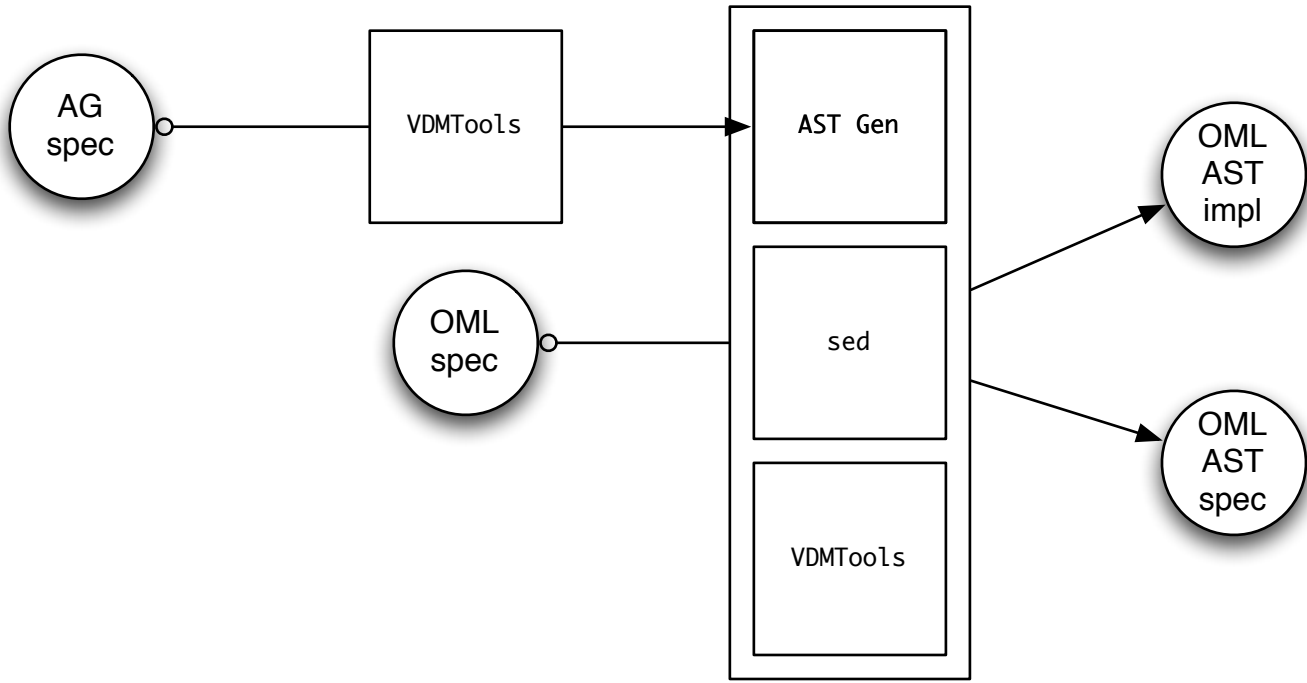 AG
spec
VDMTools
AST Gen
OML
AST
impl
OML
spec
sed
OML
AST
spec
VDMTools